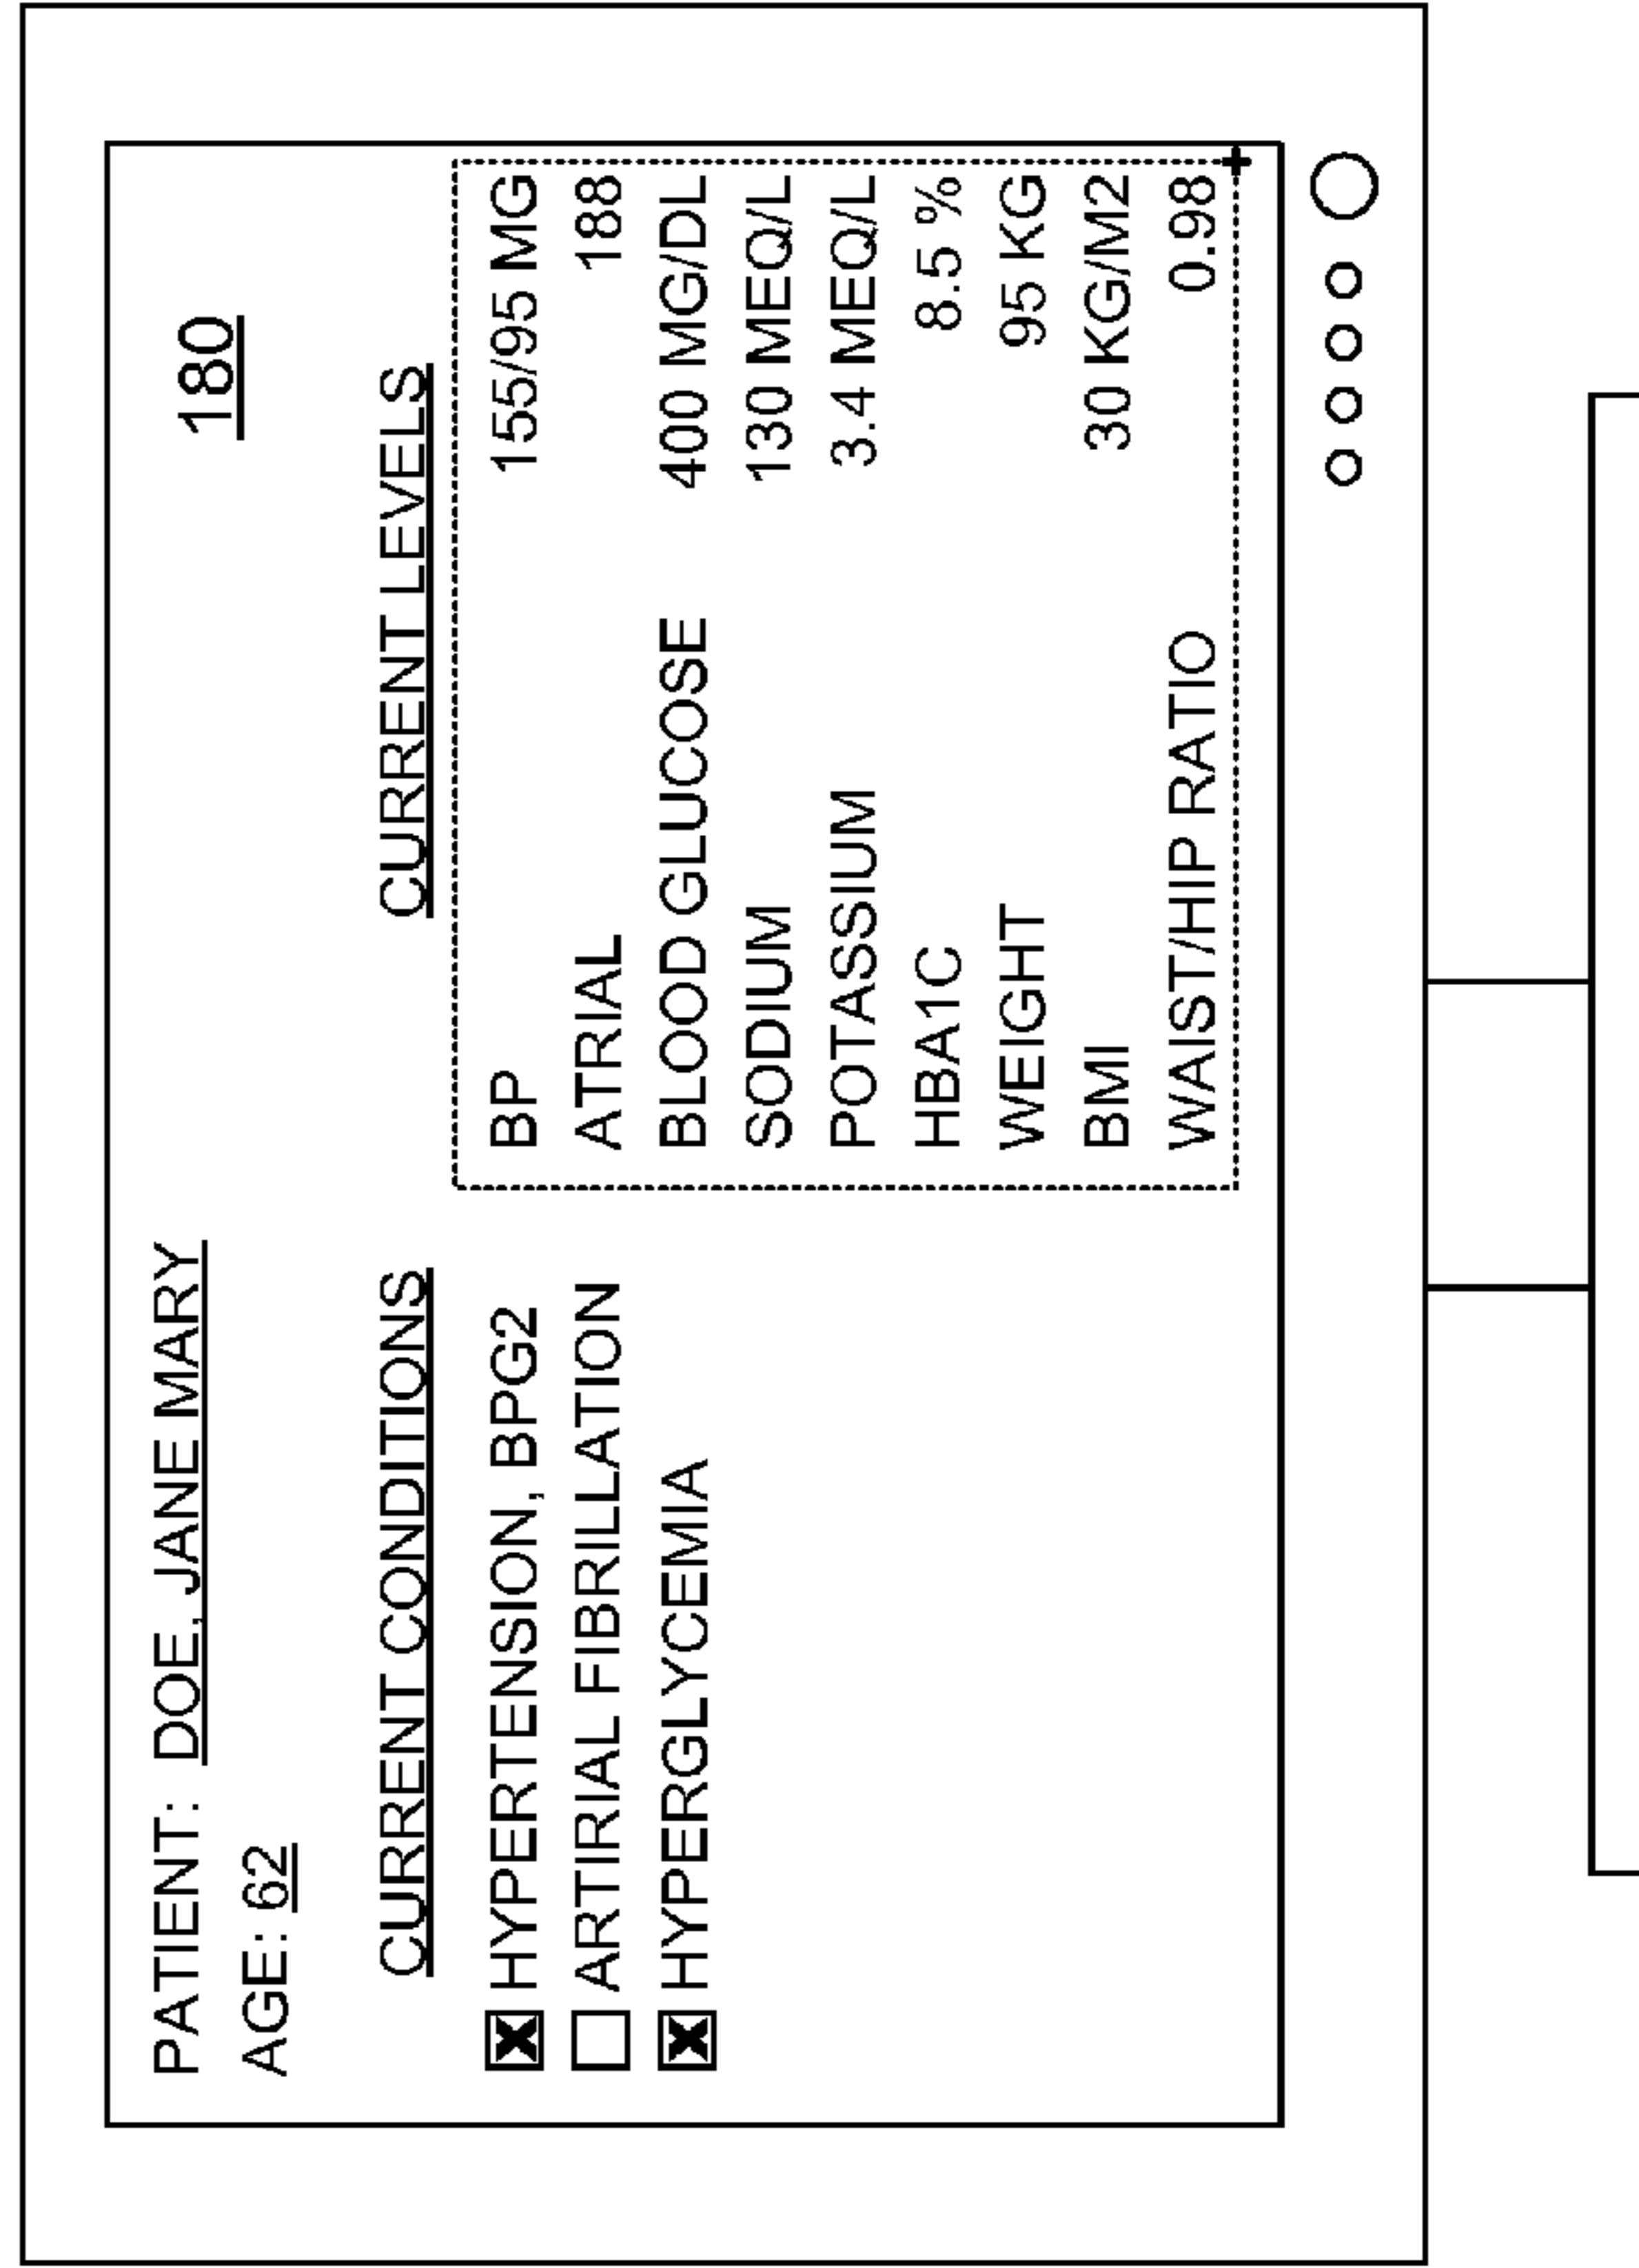 180
PATIENT: DOE, JANE MARY
AGE: 62
CURRENT CONDITIONS
HYPERTENSION, BPG2
ARTIRIAL FIBRILLATION
HYPERGLYCEMIA
CURRENT LEVELS
BP 155/95 MG
ATRIAL 188
BLOOD GLUCOSE 400 MG/DL
SODIUM 130 MEQ/L
POTASSIUM 3.4 MEQ/L
HBA1C 8.5 %
WEIGHT 95 KG
BMI 30 KG/M2
WAIST/HIP RATIO 0.98